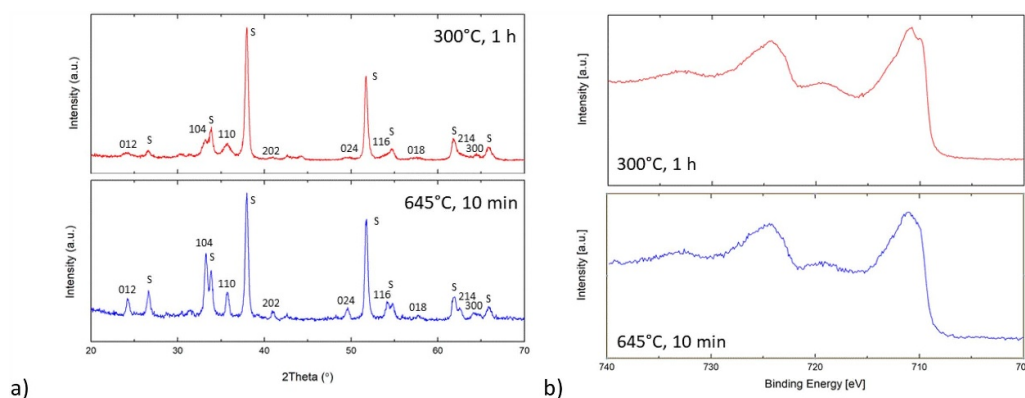 300°C, 1 h
Intensity (a.u.)
012
S
104
S
110
S
202
024
S
116
S
018
S
214
300
S
645°C, 10 min
Intensity (a.u.)
012
S
104
S
110
S
202
024
S
116
S
018
S
214
300
S
20
30
40
50
60
70
2Theta (°)
a)
Intensity [a.u.]
300°C, 1 h
Intensity [a.u.]
645°C, 10 min
740
730
720
710
70
Binding Energy [eV]
b)